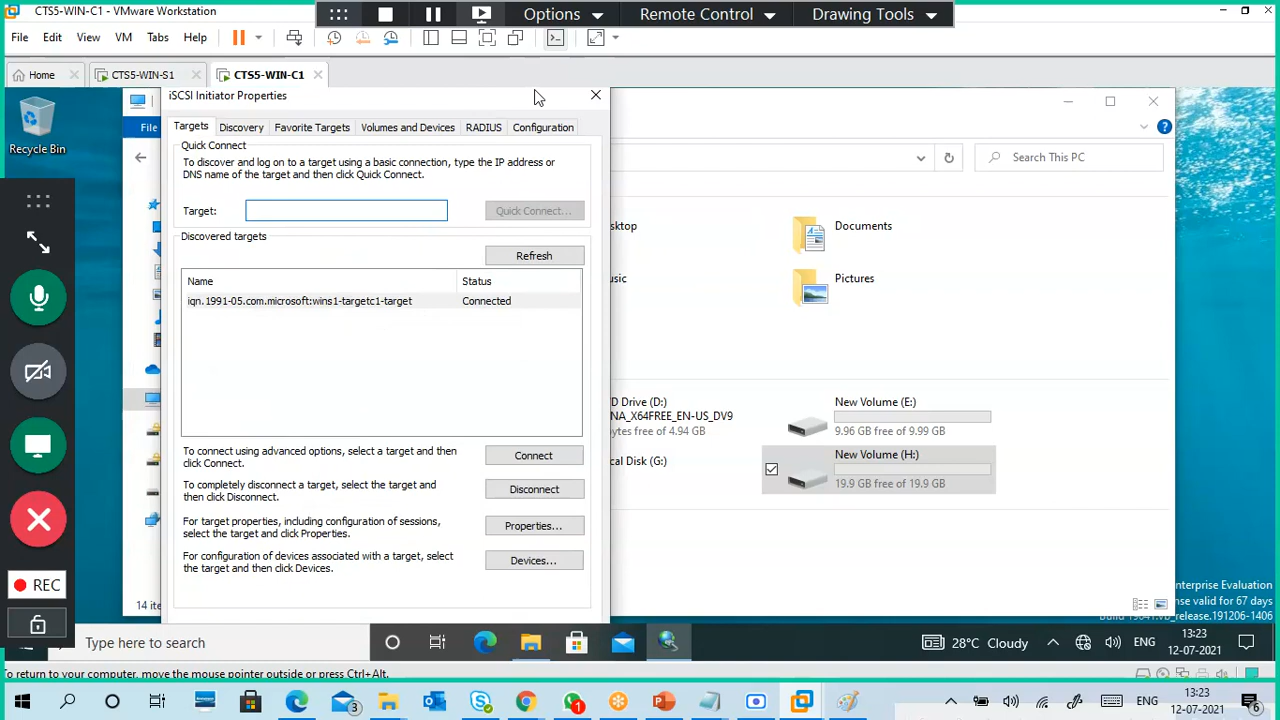 CTS5-WIN-C1 - VMware Workstation
Options
Remote Control
Drawing Tools
File Edit View VM Tabs Help
Home
CTS5-WIN-S1
CTS5-WIN-C1
Recycle Bin
iSCSI Initiator Properties
File
Targets
Discovery
Favorite Targets
Volumes and Devices
RADIUS
Configuration
Quick Connect
To discover and log on to a target using a basic connection, type the IP address or
DNS name of the target and then click Quick Connect.
Target:
Quick Connect...
Discovered targets
Refresh
Name
Status
iqn.1991-05.com.microsoft:wins1-targetc1-target
Connected
To connect using advanced options, select a target and then
click Connect.
Connect
To completely disconnect a target, select the target and
then click Disconnect.
Disconnect
For target properties, including configuration of sessions,
select the target and click Properties.
Properties...
For configuration of devices associated with a target, select
the target and then click Devices.
Devices...
Search This PC
sktop
Documents
usic
Pictures
D Drive (D:)
NA_X64FREE_EN-US_DV9
bytes free of 4.94 GB
New Volume (E:)
9.96 GB free of 9.99 GB
cal Disk (G:)
New Volume (H:)
19.9 GB free of 19.9 GB
14 ite
REC
nterprise Evaluation
nse valid for 67 days
Build 19041.vb_release.191206-1406
Type here to search
28°C Cloudy
ENG
13:23
12-07-2021
To return to your computer, move the mouse pointer outside or press Ctrl+Alt.
3
1
ENG
13:23
12-07-2021
6